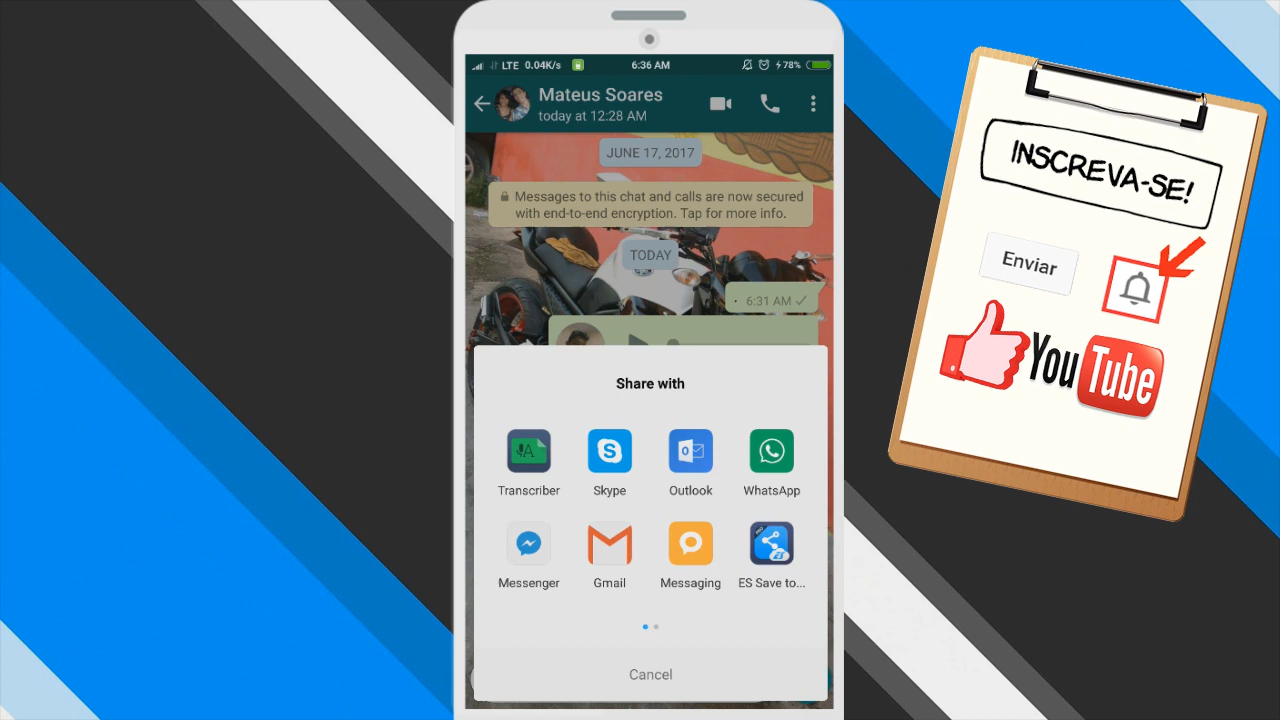 LTE 0.04K/s
6:36 AM
78%
Mateus Soares
today at 12:28 AM
JUNE 17, 2017
Messages to this chat and calls are now secured
with end-to-end encryption. Tap for more info.
TODAY
. 6:31 AM
Share with
A
S
O
Transcriber
Skype
Outlook
WhatsApp
PRO
ES
Messenger
Gmail
Messaging
ES Save to...
Cancel
INSCREVA-SE!
Enviar
YouTube